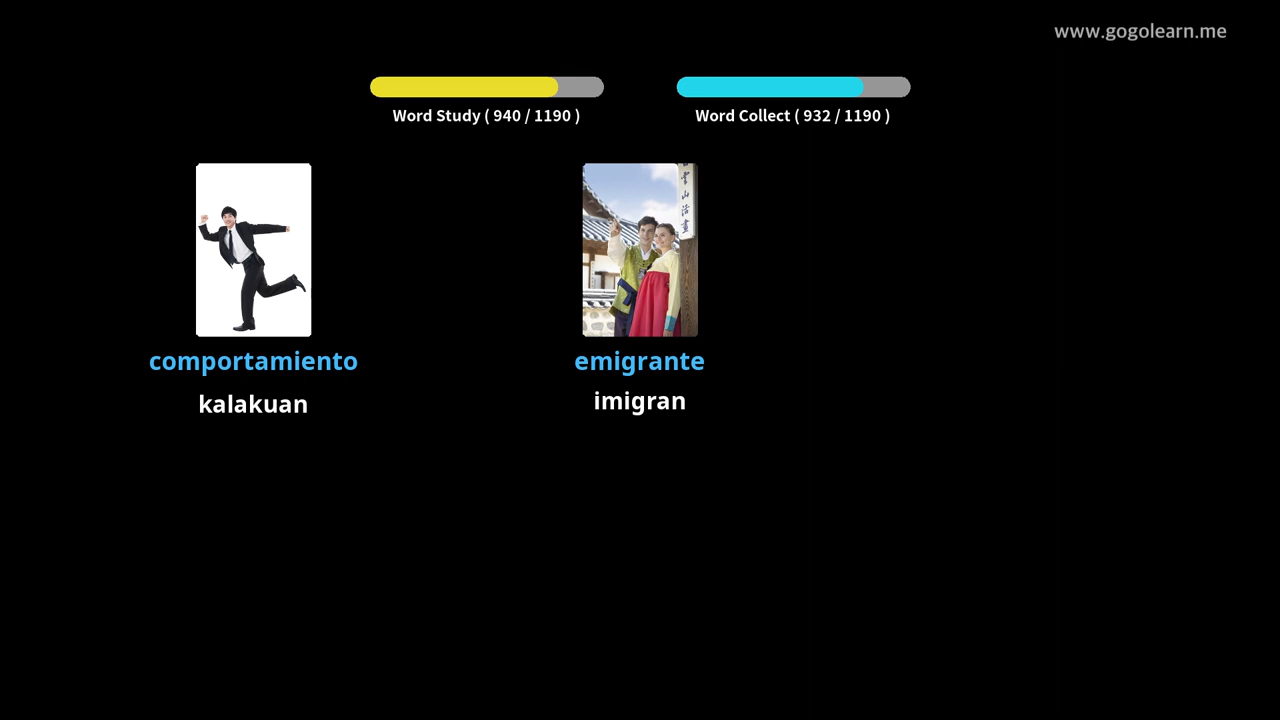 www.gogolearn.me
Word Study ( 940 / 1190 )
Word Collect ( 932 / 1190 )
comportamiento
kalakuan
emigrante
imigran